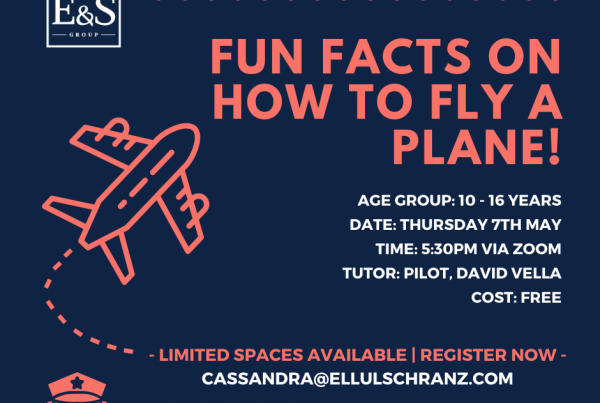 E&S
GROUP
FUN FACTS ON
HOW TO FLY A
PLANE!
AGE GROUP: 10 - 16 YEARS
DATE: THURSDAY 7TH MAY
TIME: 5:30PM VIA ZOOM
TUTOR: PILOT, DAVID VELLA
COST: FREE
- LIMITED SPACES AVAILABLE | REGISTER NOW -
CASSANDRA@ELLULSCHRANZ.COM